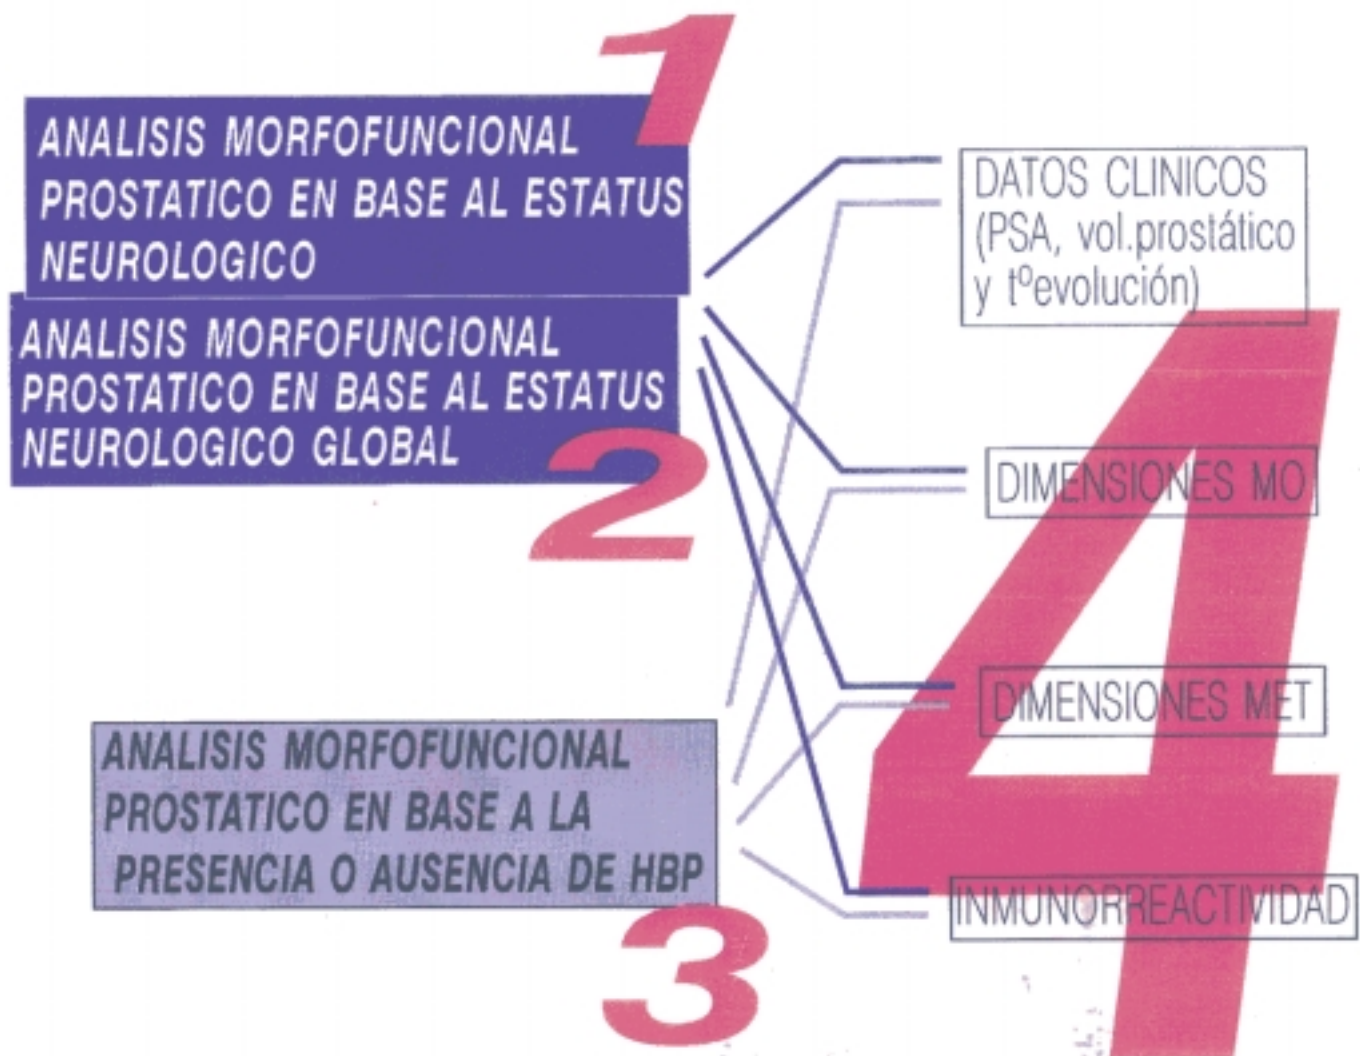 1
ANALISIS MORFOFUNCIONAL
PROSTATICO EN BASE AL ESTATUS
NEUROLOGICO
ANALISIS MORFOFUNCIONAL
PROSTATICO EN BASE AL ESTATUS
NEUROLOGICO GLOBAL
2
ANALISIS MORFOFUNCIONAL
PROSTATICO EN BASE A LA
PRESENCIA O AUSENCIA DE HBP
3
DATOS CLINICOS
(PSA, vol.prostático
y tºevolución)
4
DIMENSIONES MO
DIMENSIONES MET
INMUNORREACTIVIDAD